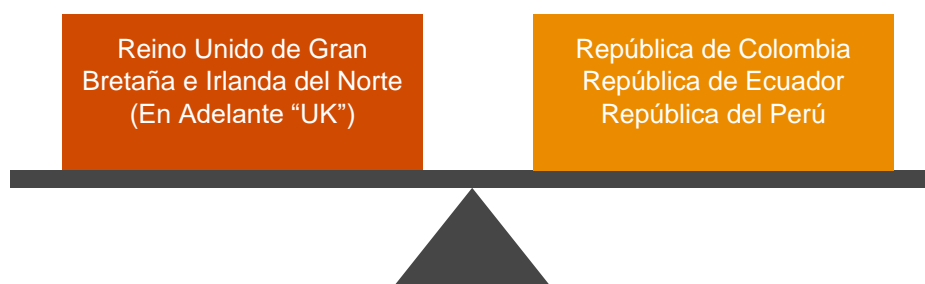 Reino Unido de Gran
Bretaña e Irlanda del Norte
(En Adelante “UK”)
República de Colombia
República de Ecuador
República del Perú